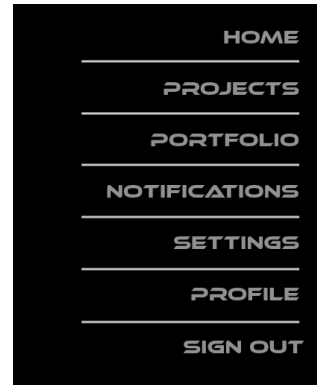 HOME
PROJECTS
PORTFOLIO
NOTIFICATIONS
SETTINGS
PROFILE
SIGN OUT